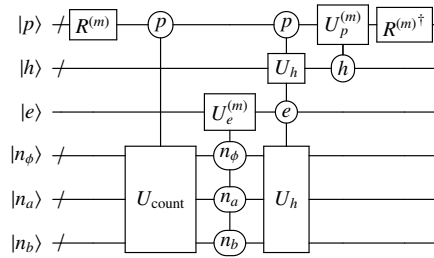 |p⟩ R^(m) p p U_p^(m) R^(m)†
|h⟩ U_h h
|e⟩ U_e^(m) e
|n_ϕ⟩ n_ϕ
|n_a⟩ U_count n_a U_h
|n_b⟩ n_b